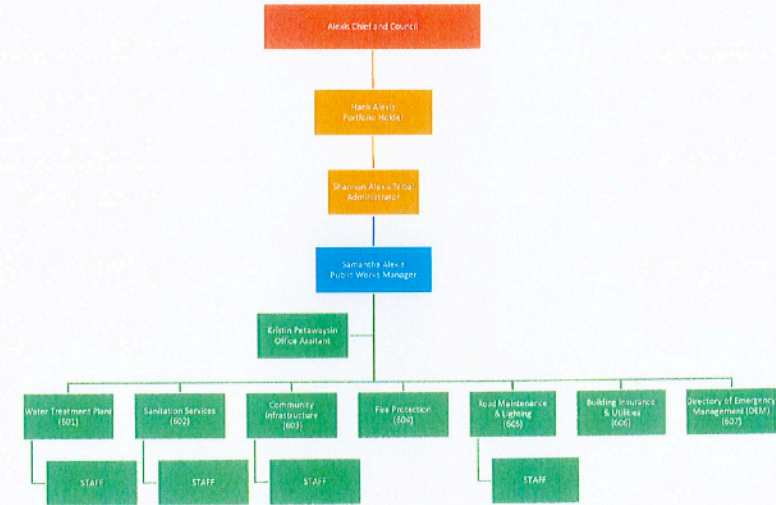 Alexis Chief and Council
Hank Alexis
Portfolio Holder
Shannon Alexis Tribal
Administrator
Samantha Alexis
Public Works Manager
Kristin Petawaysin
Office Assitant
Water Treatment Plant
(601)
Sanitation Services
(602)
Community
Infrastructure
(603)
Fire Protection
(604)
Road Maintenance
& Lighting
(605)
Building Insurance
& Utilities
(606)
Directory of Emergency
Management (DEM)
(607)
STAFF
STAFF
STAFF
STAFF